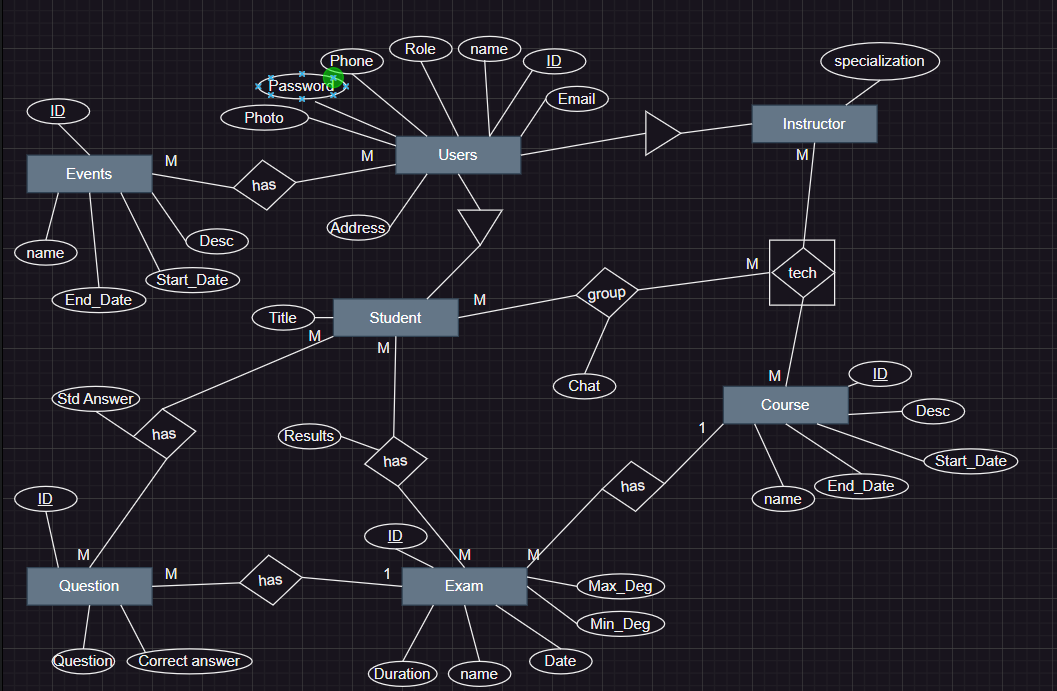 Role
name
Phone
ID
specialization
Password
Email
ID
Photo
Instructor
Users
M
M
M
Events
has
Desc
Address
name
Start_Date
End_Date
M
tech
group
M
Title
Student
M
M
M
ID
Chat
Course
Desc
Std Answer
1
has
Results
has
Start_Date
has
End_Date
name
ID
ID
M
M
M
Question
M
has
1
Exam
Max_Deg
Min_Deg
Question
Correct answer
Date
Duration
name